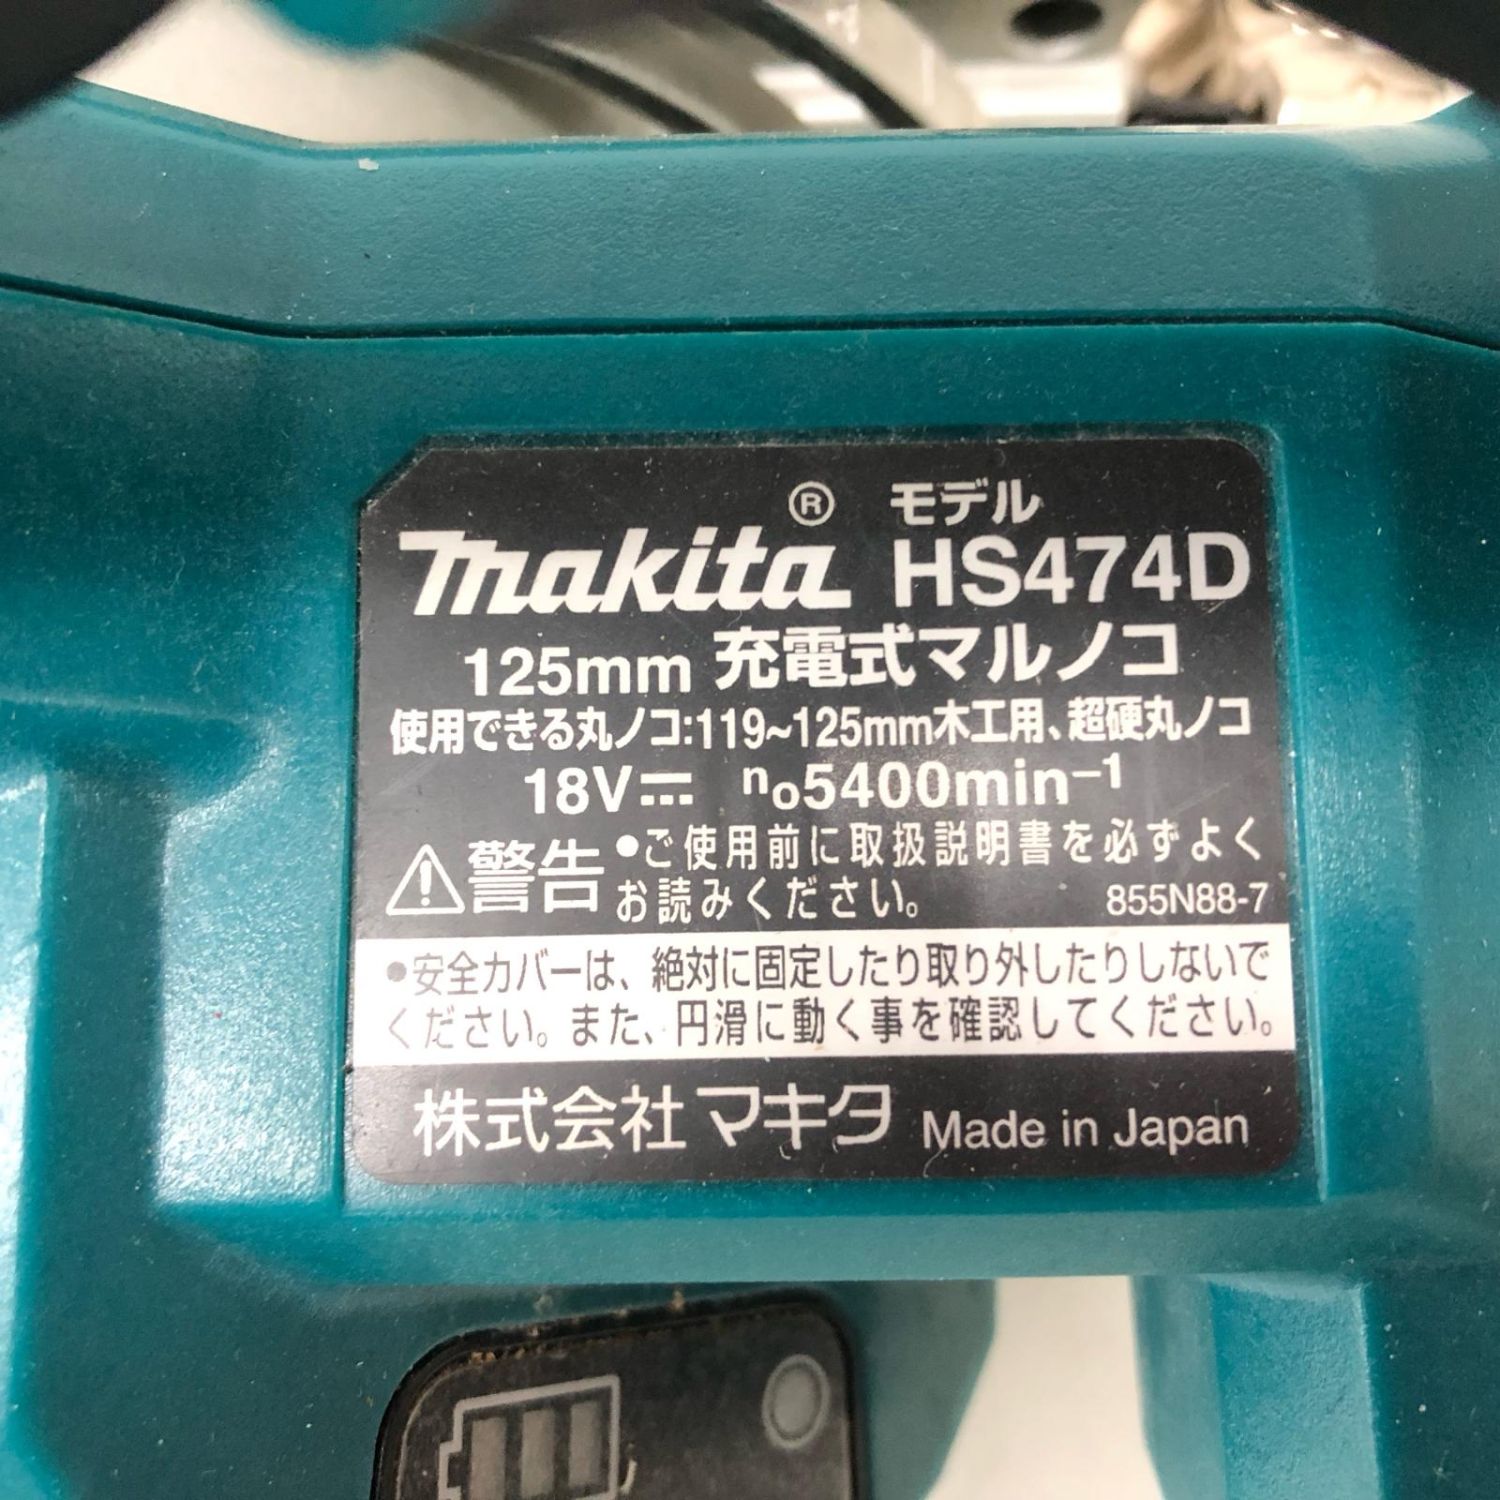 makita® モデル
HS474D
125mm 充電式マルノコ
使用できる丸ノコ:119~125mm木工用、超硬丸ノコ
18V⎓ n₀5400min⁻¹
⚠警告 •ご使用前に取扱説明書を必ずよく
お読みください。 855N88-7
•安全カバーは、絶対に固定したり取り外したりしないで
ください。また、円滑に動く事を確認してください。
株式会社マキタ Made in Japan